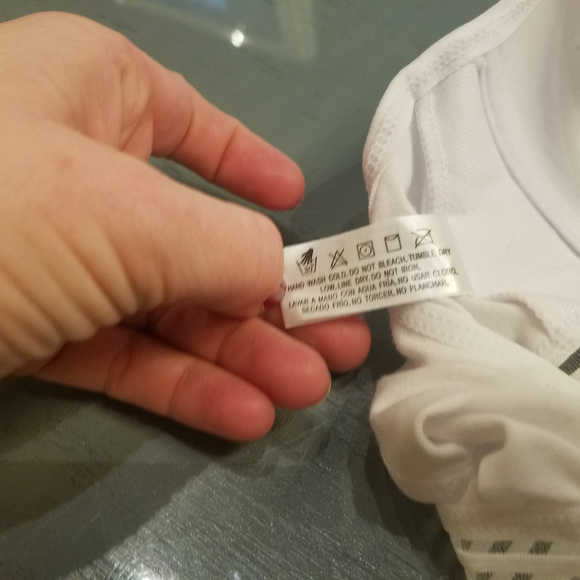 HAND WASH COLD.DO NOT BLEACH,TUMBLE DRY
LOW.LINE DRY.DO NOT IRON.
LAVAR A MANO CON AGUA FRÍA,NO USAR CLORO,
SECADO FRÍO,NO TORCER,NO PLANCHAR.